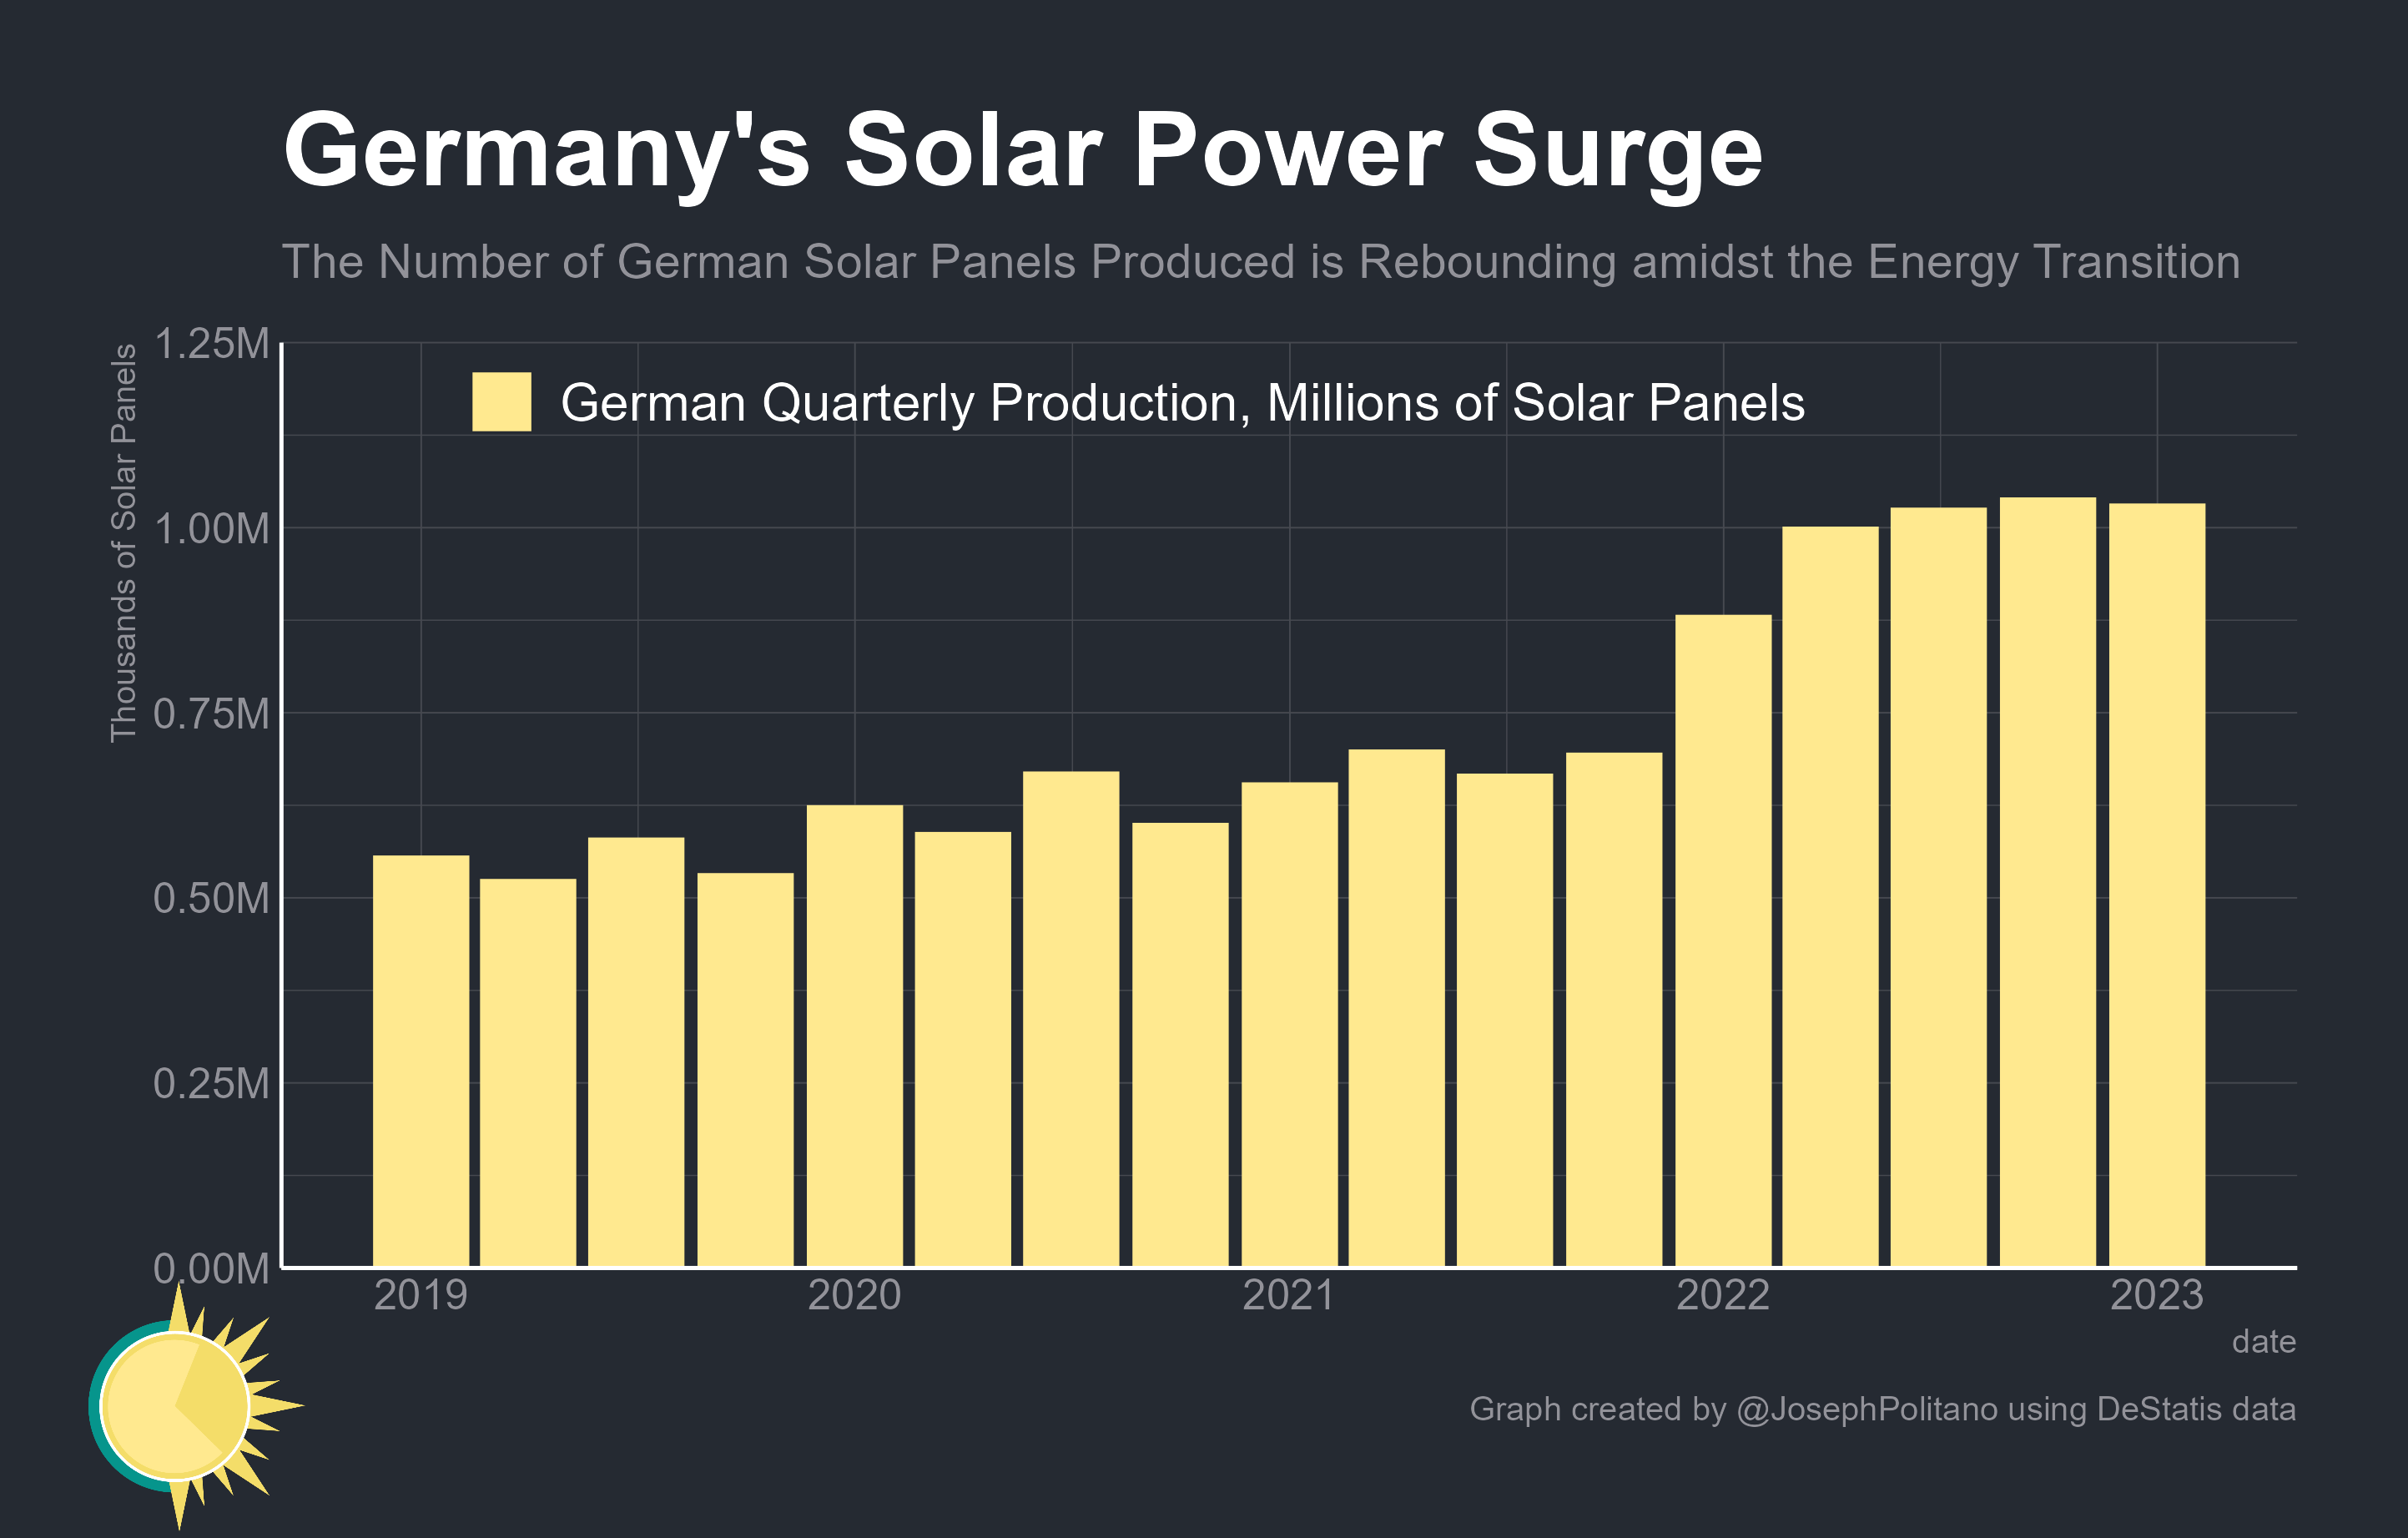 Germany's Solar Power Surge
The Number of German Solar Panels Produced is Rebounding amidst the Energy Transition
Thousands of Solar Panels
1.25M
1.00M
0.75M
0.50M
0.25M
0.00M
German Quarterly Production, Millions of Solar Panels
2019 2020 2021 2022 2023
date
Graph created by @JosephPolitano using DeStatis data